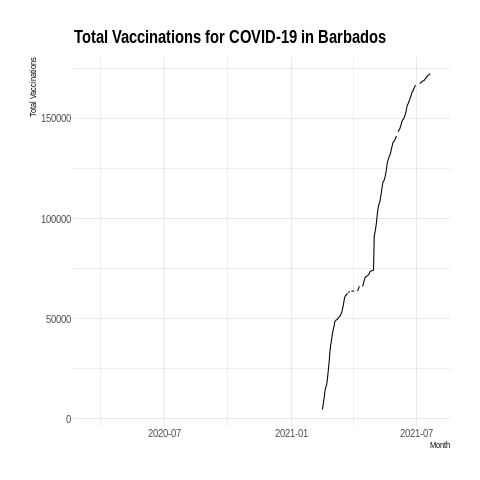 Total Vaccinations for COVID-19 in Barbados
Total Vaccinations
150000
100000
50000
0
2020-07 2021-01 2021-07
Month